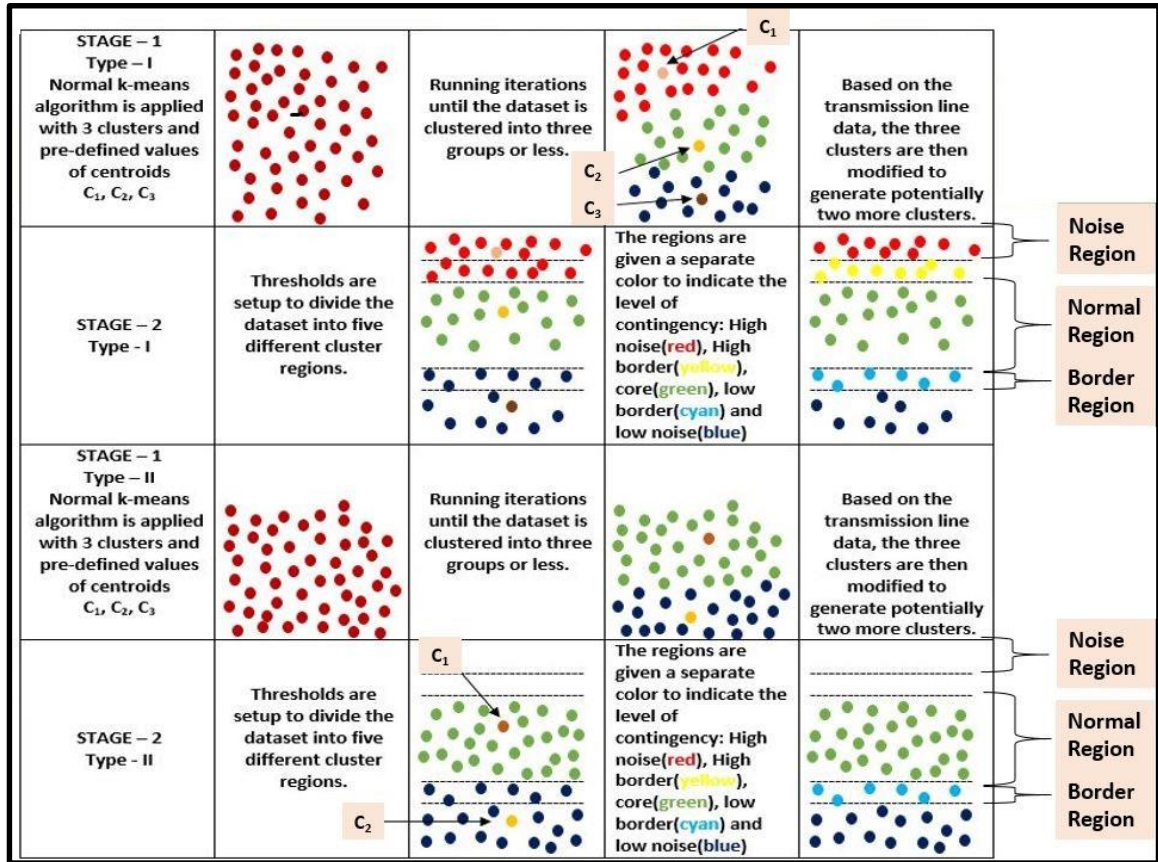 STAGE – 1
Type – I
Normal k-means
algorithm is applied
with 3 clusters and
pre-defined values
of centroids
C₁, C₂, C₃
Running iterations
until the dataset is
clustered into three
groups or less.
C₁
C₂
C₃
Based on the
transmission line
data, the three
clusters are then
modified to
generate potentially
two more clusters.
STAGE – 2
Type - I
Thresholds are
setup to divide the
dataset into five
different cluster
regions.
The regions are
given a separate
color to indicate the
level of
contingency: High
noise(red), High
border(yellow),
core(green), low
border(cyan) and
low noise(blue)
Noise
Region
Normal
Region
Border
Region
STAGE – 1
Type – II
Normal k-means
algorithm is applied
with 3 clusters and
pre-defined values
of centroids
C₁, C₂, C₃
Running iterations
until the dataset is
clustered into three
groups or less.
Based on the
transmission line
data, the three
clusters are then
modified to
generate potentially
two more clusters.
STAGE – 2
Type - II
Thresholds are
setup to divide the
dataset into five
different cluster
regions.
C₁
C₂
The regions are
given a separate
color to indicate the
level of
contingency: High
noise(red), High
border(yellow),
core(green), low
border(cyan) and
low noise(blue)
Noise
Region
Normal
Region
Border
Region